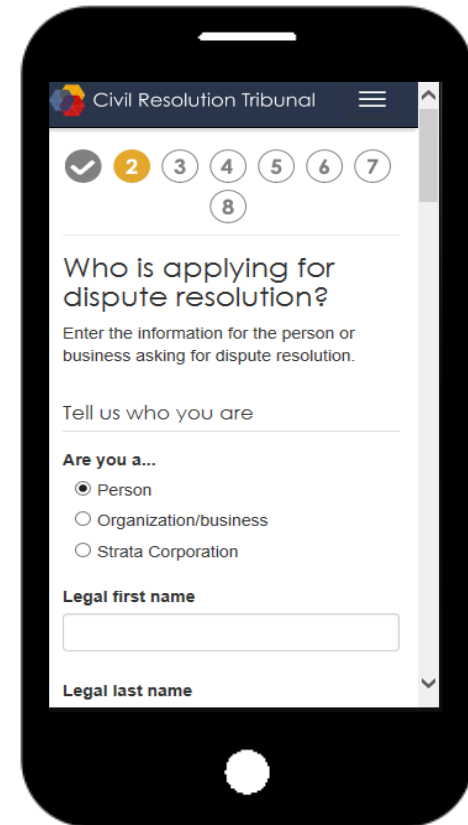 Civil Resolution Tribunal
2 3 4 5 6 7
8
Who is applying for
dispute resolution?
Enter the information for the person or
business asking for dispute resolution.
Tell us who you are
Are you a...
Person
Organization/business
Strata Corporation
Legal first name
Legal last name